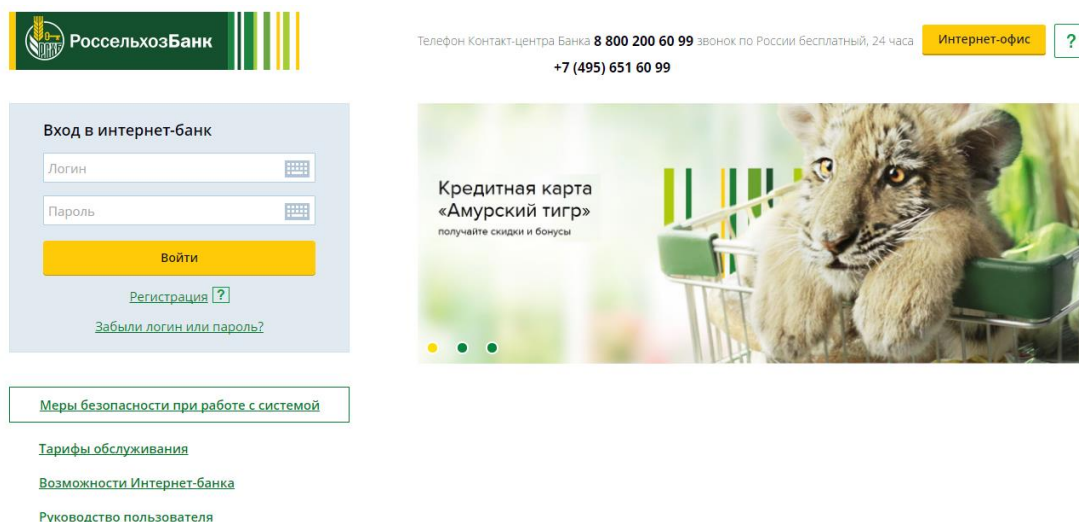 РоссельхозБанк
Телефон Контакт-центра Банка 8 800 200 60 99 звонок по России бесплатный, 24 часа
+7 (495) 651 60 99
Интернет-офис
?
Вход в интернет-банк
Логин
Пароль
Войти
Регистрация ?
Забыли логин или пароль?
Кредитная карта
«Амурский тигр»
получайте скидки и бонусы
Меры безопасности при работе с системой
Тарифы обслуживания
Возможности Интернет-банка
Руководство пользователя